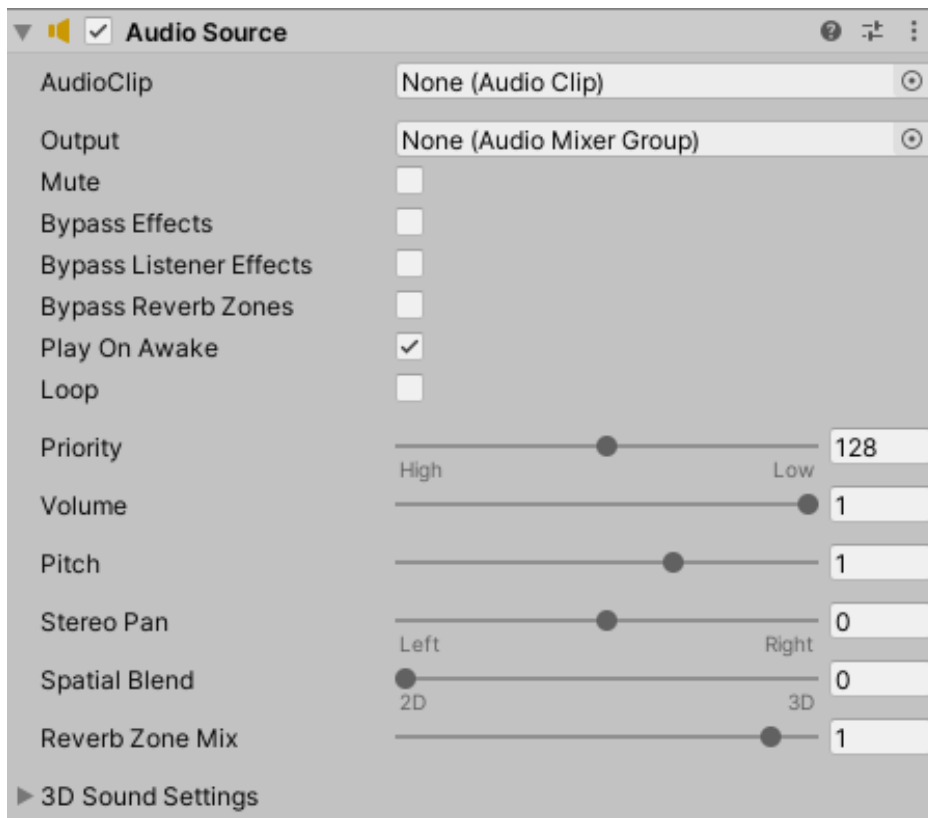 Audio Source
AudioClip None (Audio Clip)
Output None (Audio Mixer Group)
Mute
Bypass Effects
Bypass Listener Effects
Bypass Reverb Zones
Play On Awake
Loop
Priority 128
High Low
Volume 1
Pitch 1
Stereo Pan 0
Left Right
Spatial Blend 0
2D 3D
Reverb Zone Mix 1
3D Sound Settings